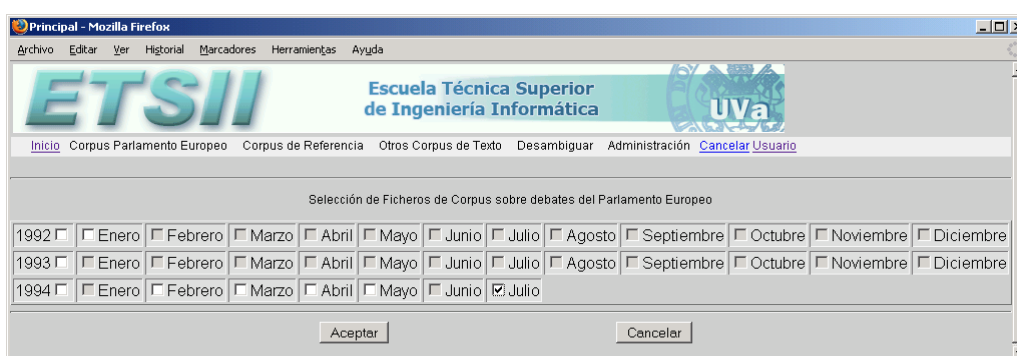 Principal - Mozilla Firefox
Archivo Editar Ver Historial Marcadores Herramientas Ayuda
ETSII Escuela Técnica Superior
de Ingeniería Informática
UVa
Inicio Corpus Parlamento Europeo Corpus de Referencia Otros Corpus de Texto Desambiguar Administración Cancelar Usuario
Selección de Ficheros de Corpus sobre debates del Parlamento Europeo
1992 Enero Febrero Marzo Abril Mayo Junio Julio Agosto Septiembre Octubre Noviembre Diciembre
1993 Enero Febrero Marzo Abril Mayo Junio Julio Agosto Septiembre Octubre Noviembre Diciembre
1994 Enero Febrero Marzo Abril Mayo Junio Julio
Aceptar Cancelar